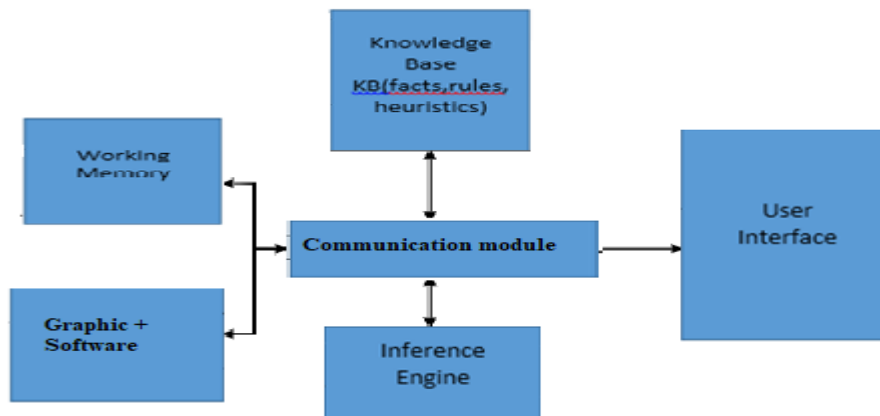 Knowledge
Base
KB(facts,rules,
heuristics)
Working
Memory
Communication module
User
Interface
Graphic +
Software
Inference
Engine